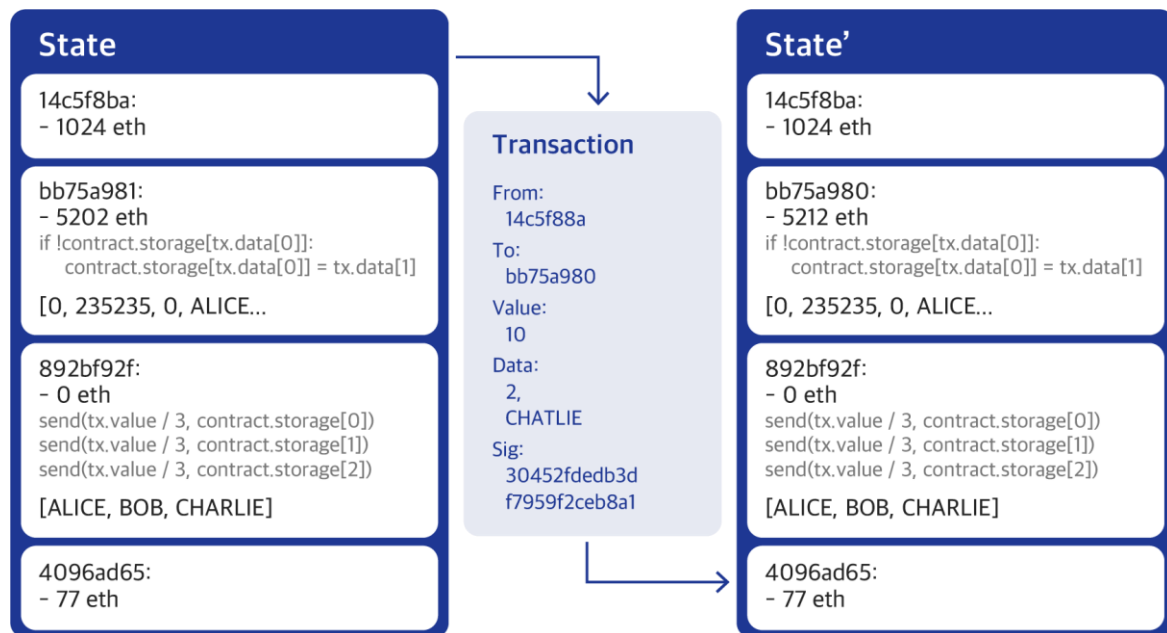 State
14c5f8ba:
- 1024 eth
bb75a981:
- 5202 eth
if !contract.storage[tx.data[0]]:
contract.storage[tx.data[0]] = tx.data[1]
[0, 235235, 0, ALICE...
892bf92f:
- 0 eth
send(tx.value / 3, contract.storage[0])
send(tx.value / 3, contract.storage[1])
send(tx.value / 3, contract.storage[2])
[ALICE, BOB, CHARLIE]
4096ad65:
- 77 eth
Transaction
From:
14c5f88a
To:
bb75a980
Value:
10
Data:
2,
CHATLIE
Sig:
30452fdedb3d
f7959f2ceb8a1
State’
14c5f8ba:
- 1024 eth
bb75a980:
- 5212 eth
if !contract.storage[tx.data[0]]:
contract.storage[tx.data[0]] = tx.data[1]
[0, 235235, 0, ALICE...
892bf92f:
- 0 eth
send(tx.value / 3, contract.storage[0])
send(tx.value / 3, contract.storage[1])
send(tx.value / 3, contract.storage[2])
[ALICE, BOB, CHARLIE]
4096ad65:
- 77 eth